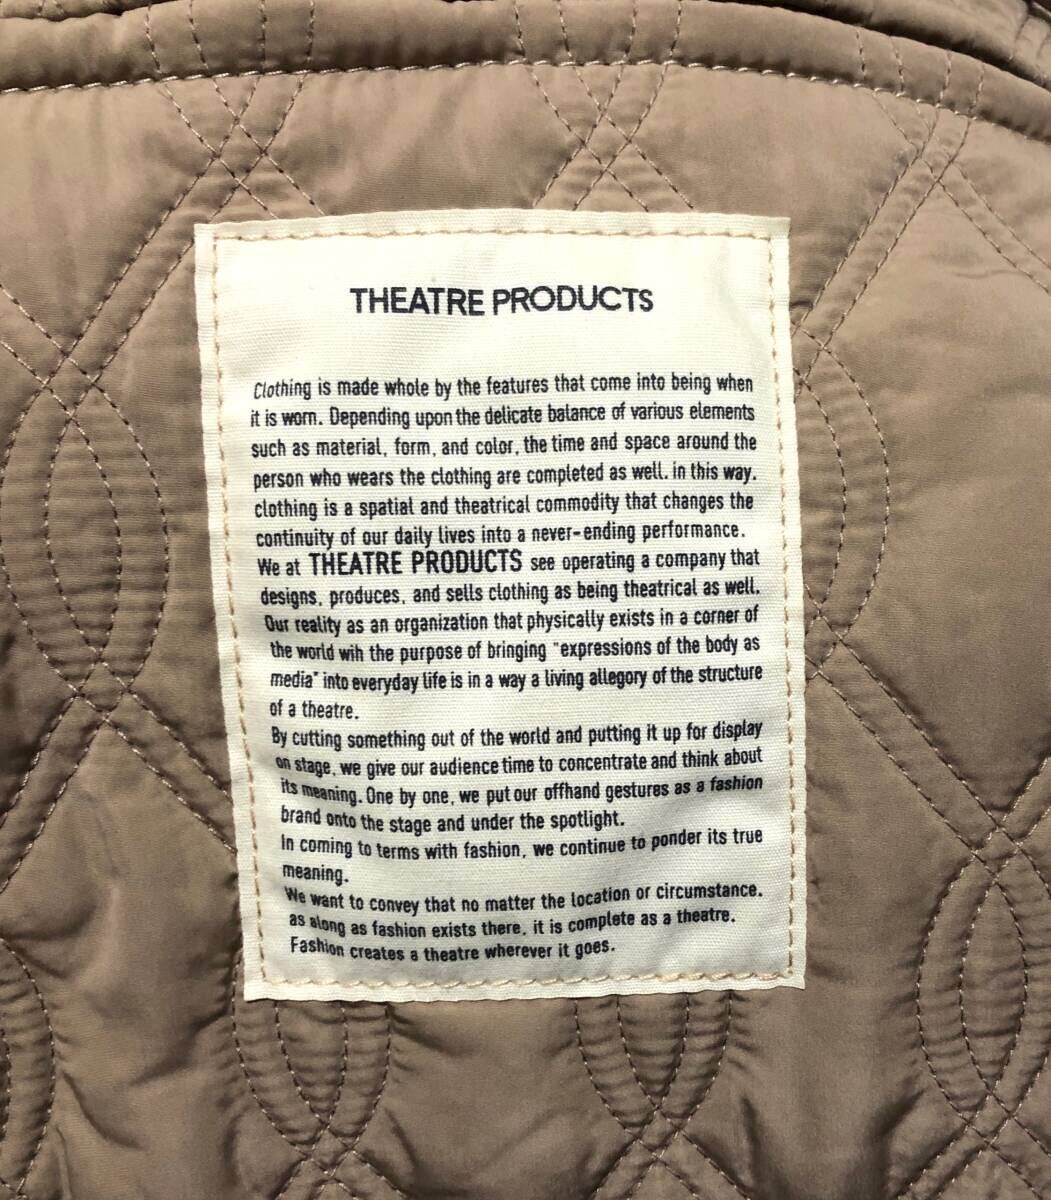 THEATRE PRODUCTS
Clothing is made whole by the features that come into being when
it is worn. Depending upon the delicate balance of various elements
such as material, form, and color, the time and space around the
person who wears the clothing are completed as well. in this way.
clothing is a spatial and theatrical commodity that changes the
continuity of our daily lives into a never-ending performance.
We at THEATRE PRODUCTS see operating a company that
designs, produces, and sells clothing as being theatrical as well.
Our reality as an organization that physically exists in a corner of
the world wih the purpose of bringing "expressions of the body as
media" into everyday life is in a way a living allegory of the structure
of a theatre.
By cutting something out of the world and putting it up for display
on stage, we give our audience time to concentrate and think about
its meaning. One by one, we put our offhand gestures as a fashion
brand onto the stage and under the spotlight.
In coming to terms with fashion, we continue to ponder its true
meaning.
We want to convey that no matter the location or circumstance.
as along as fashion exists there, it is complete as a theatre.
Fashion creates a theatre wherever it goes.